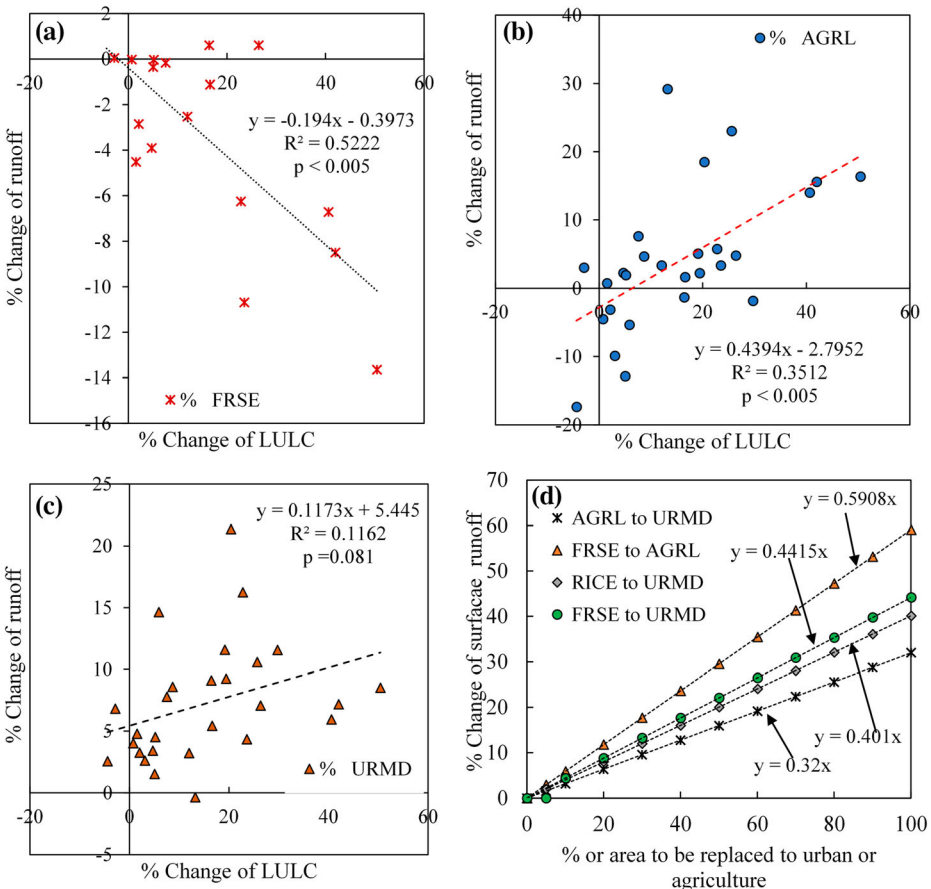 (a)
2
0
-20
0
20
40
60
-2
-4
-6
-8
-10
-12
-14
-16
y = -0.194x - 0.3973
R² = 0.5222
p < 0.005
% FRSE
% Change of runoff
% Change of LULC
(b)
40
30
20
10
0
-10
-20
-20
0
20
40
60
% AGRL
y = 0.4394x - 2.7952
R² = 0.3512
p < 0.005
% Change of runoff
% Change of LULC
(c)
25
20
15
10
5
0
-5
-20
0
20
40
60
y = 0.1173x + 5.445
R² = 0.1162
p =0.081
% URMD
% Change of runoff
% Change of LULC
(d)
70
60
50
40
30
20
10
0
0
20
40
60
80
100
AGRL to URMD
FRSE to AGRL
RICE to URMD
FRSE to URMD
y = 0.5908x
y = 0.4415x
y = 0.401x
y = 0.32x
% Change of surfacae runoff
% or area to be replaced to urban or
agriculture